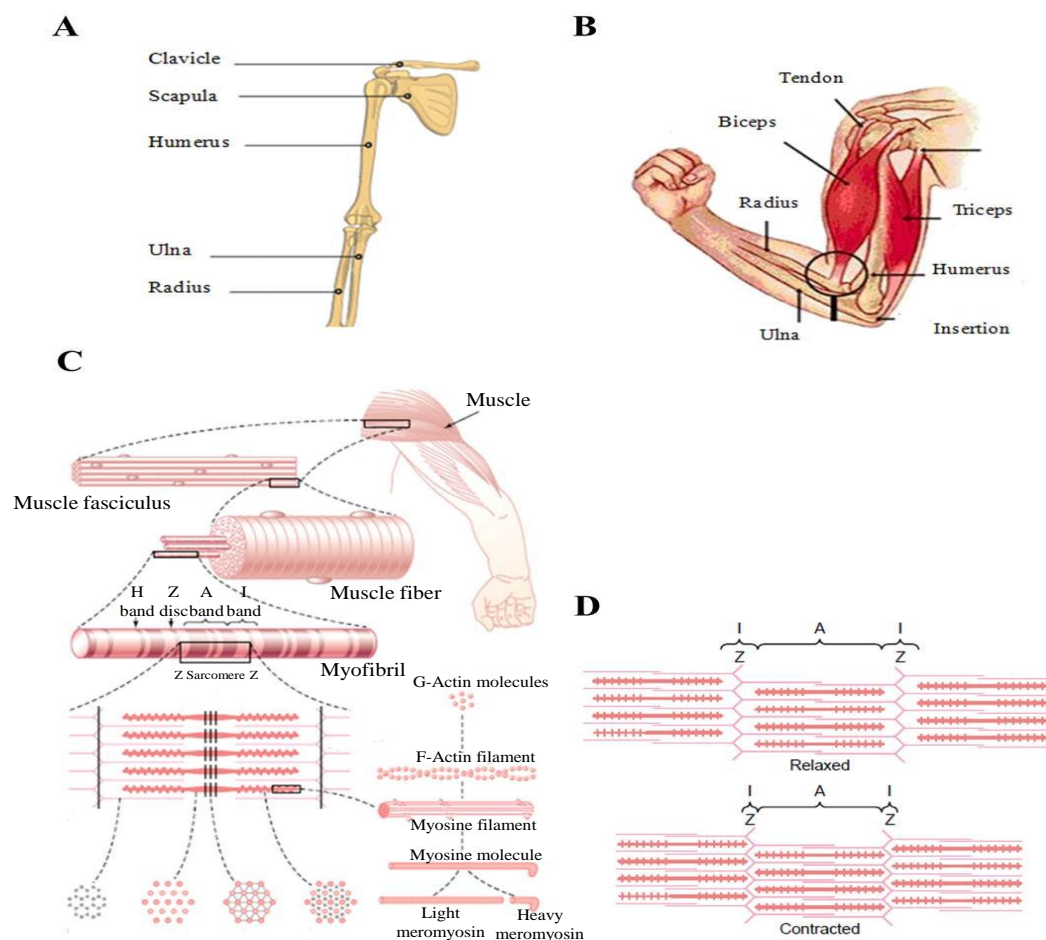 A
Clavicle
Scapula
Humerus
Ulna
Radius
B
Tendon
Biceps
Radius
Triceps
Humerus
Ulna
Insertion
C
Muscle
Muscle fasciculus
Muscle fiber
H Z A I
band disc band band
Myofibril
Z Sarcomere Z
G-Actin molecules
F-Actin filament
Myosine filament
Myosine molecule
Light Heavy
meromyosin meromyosin
D
I A I
Z Z
Relaxed
I A I
Z Z
Contracted